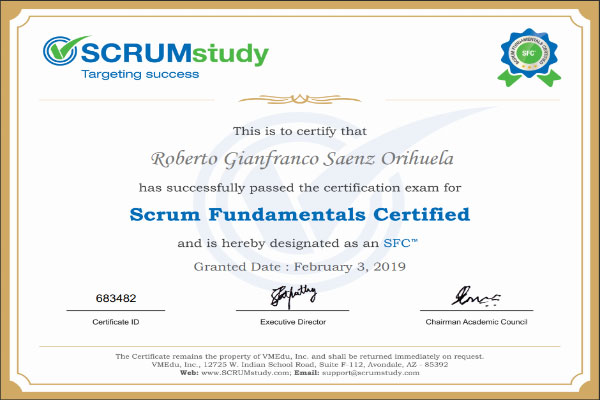 SCRUMstudy
Targeting success
SCRUM FUNDAMENTALS CERTIFIED
SFC™
This is to certify that
Roberto Gianfranco Saenz Orihuela
has successfully passed the certification exam for
Scrum Fundamentals Certified
and is hereby designated as an SFC™
Granted Date : February 3, 2019
683482
Certificate ID
Executive Director
Chairman Academic Council
The Certificate remains the property of VMEdu, Inc. and shall be returned immediately on request.
VMEdu, Inc., 12725 W. Indian School Road, Suite F-112, Avondale, AZ - 85392
Web: www.SCRUMstudy.com; Email: support@scrumstudy.com